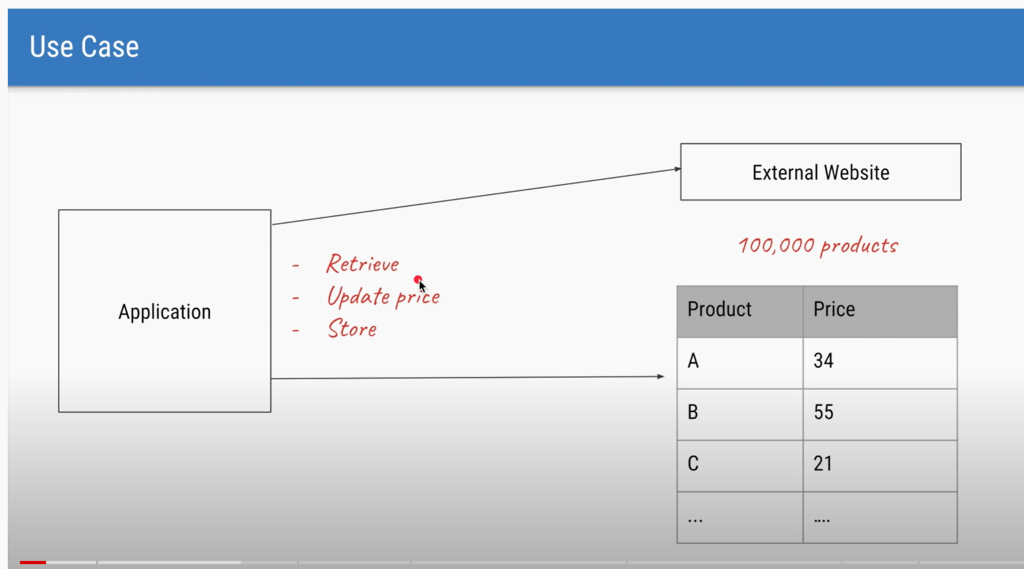 Use Case
External Website
100,000 products
- Retrieve
- Update price
- Store
Application
Product Price
A 34
B 55
C 21
... ....